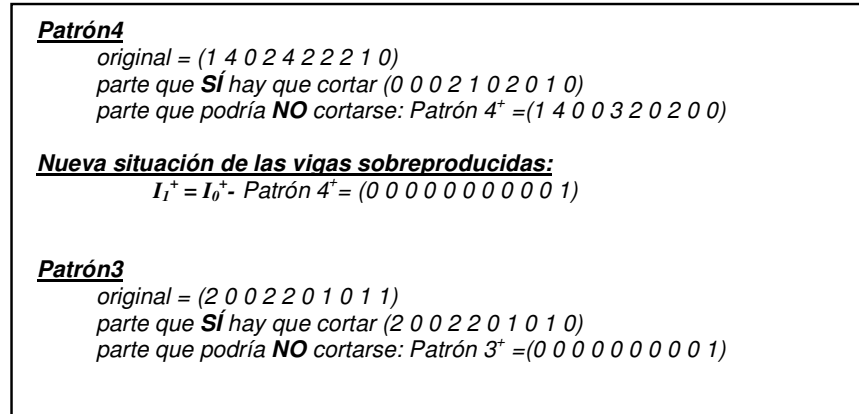 Patrón4
original = (1 4 0 2 4 2 2 2 1 0)
parte que SÍ hay que cortar (0 0 0 2 1 0 2 0 1 0)
parte que podría NO cortarse: Patrón 4⁺ =(1 4 0 0 3 2 0 2 0 0)
Nueva situación de las vigas sobreproducidas:
I₁⁺ = I₀⁺- Patrón 4⁺= (0 0 0 0 0 0 0 0 0 0 1)
Patrón3
original = (2 0 0 2 2 0 1 0 1 1)
parte que SÍ hay que cortar (2 0 0 2 2 0 1 0 1 0)
parte que podría NO cortarse: Patrón 3⁺ =(0 0 0 0 0 0 0 0 0 1)